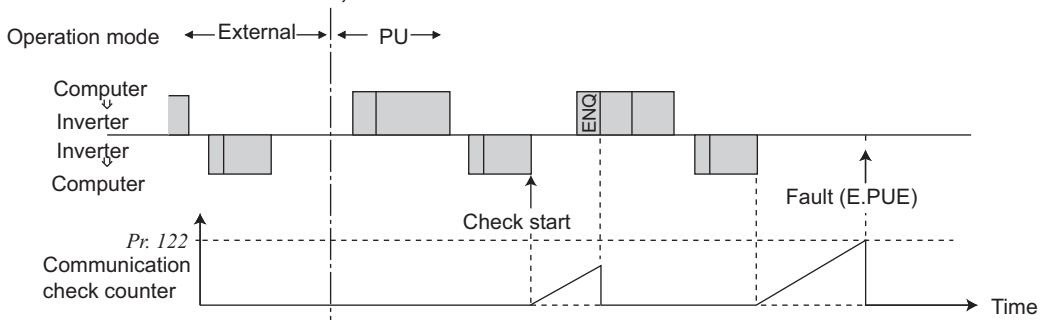 Operation mode External PU
Computer
Inverter
Inverter
Computer
ENQ
Fault (E.PUE)
Check start
Pr. 122
Communication
check counter
Time